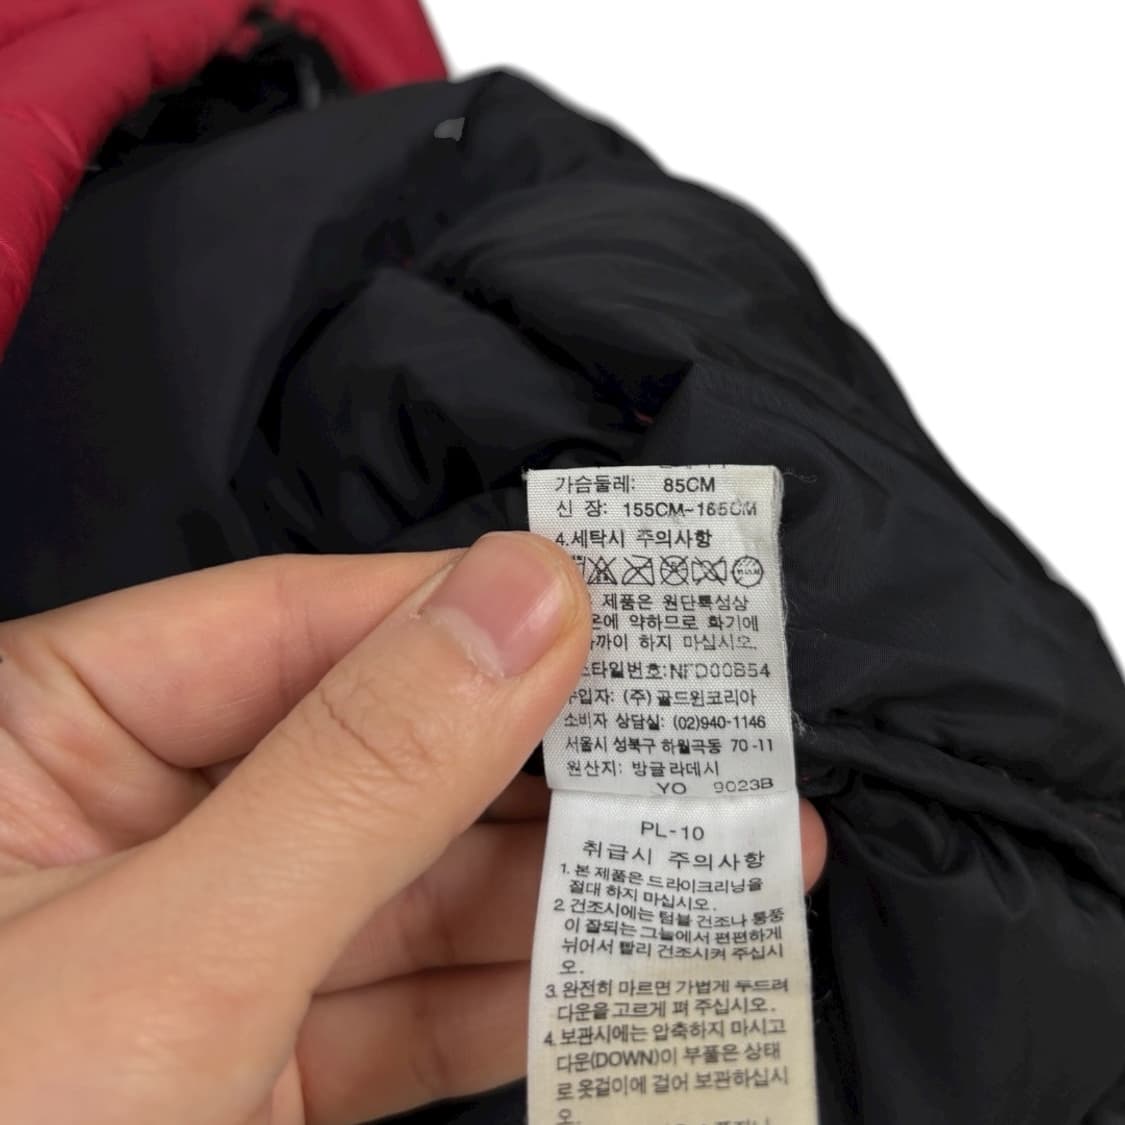 가슴둘레: 85CM
신 장: 155CM~165CM
4.세탁시 주의사항
제품은 원단특성상
에 약하므로 화기에
까이 하지 마십시오.
스타일번호:NFD00B54
수입자: (주)골드윈코리아
소비자 상담실: (02)940-1146
서울시 성북구 하월곡동 70-11
원산지: 방글라데시
YO 9023B
PL-10
취급시 주의사항
1. 본 제품은 드라이크리닝을
절대 하지 마십시오.
2. 건조시에는 텀블 건조나 통풍
이 잘되는 그늘에서 편편하게
뉘어서 빨리 건조시켜 주십시
오.
3. 완전히 마르면 가볍게 두드려
다운을 고르게 펴 주십시오.
4. 보관시에는 압축하지 마시고
다운(DOWN)이 부풀은 상태
로 옷걸이에 걸어 보관하십시
오.